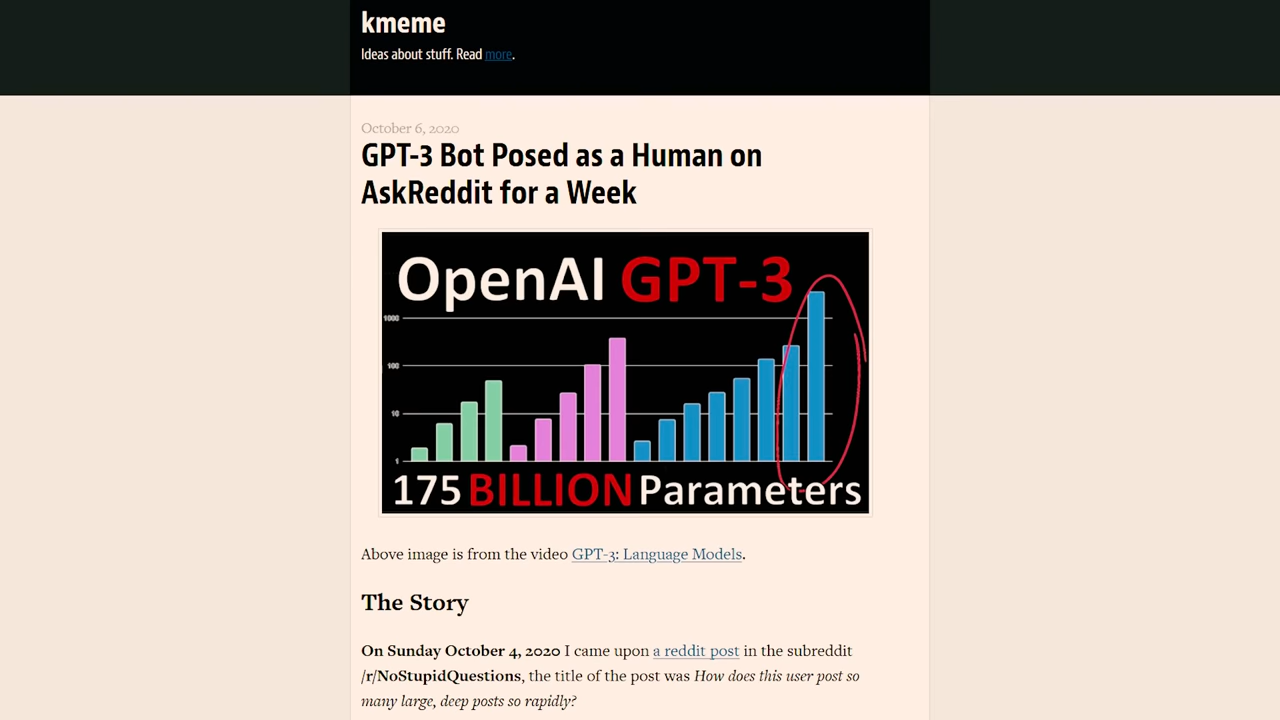 kmeme
Ideas about stuff. Read more.
October 6, 2020
GPT-3 Bot Posed as a Human on
AskReddit for a Week
OpenAI GPT-3
1000
100
10
1
175 BILLION Parameters
Above image is from the video GPT-3: Language Models.
The Story
On Sunday October 4, 2020 I came upon a reddit post in the subreddit
/r/NoStupidQuestions, the title of the post was How does this user post so
many large, deep posts so rapidly?